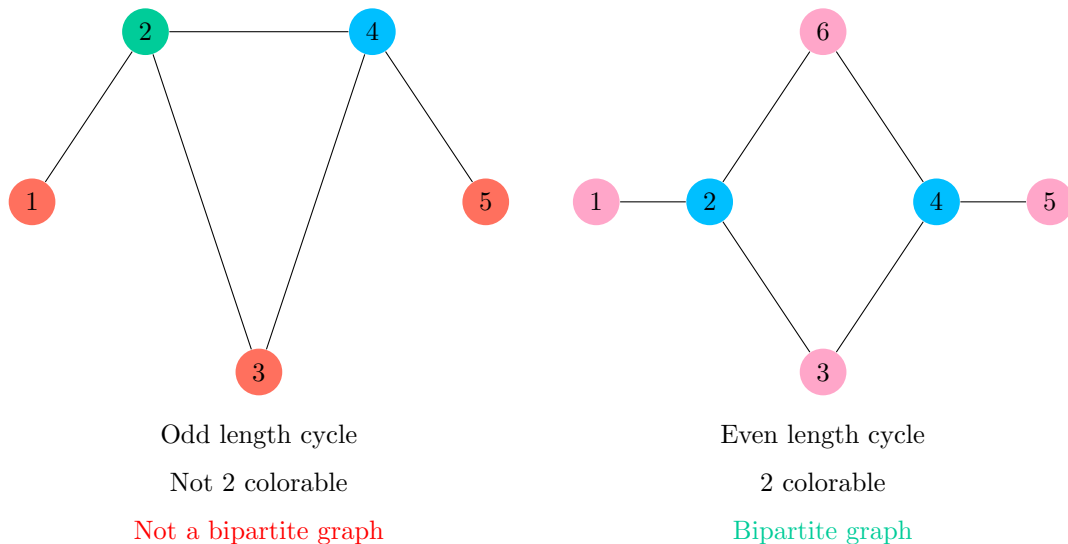 2
4
1
5
3
Odd length cycle
Not 2 colorable
Not a bipartite graph
6
1
2
4
5
3
Even length cycle
2 colorable
Bipartite graph